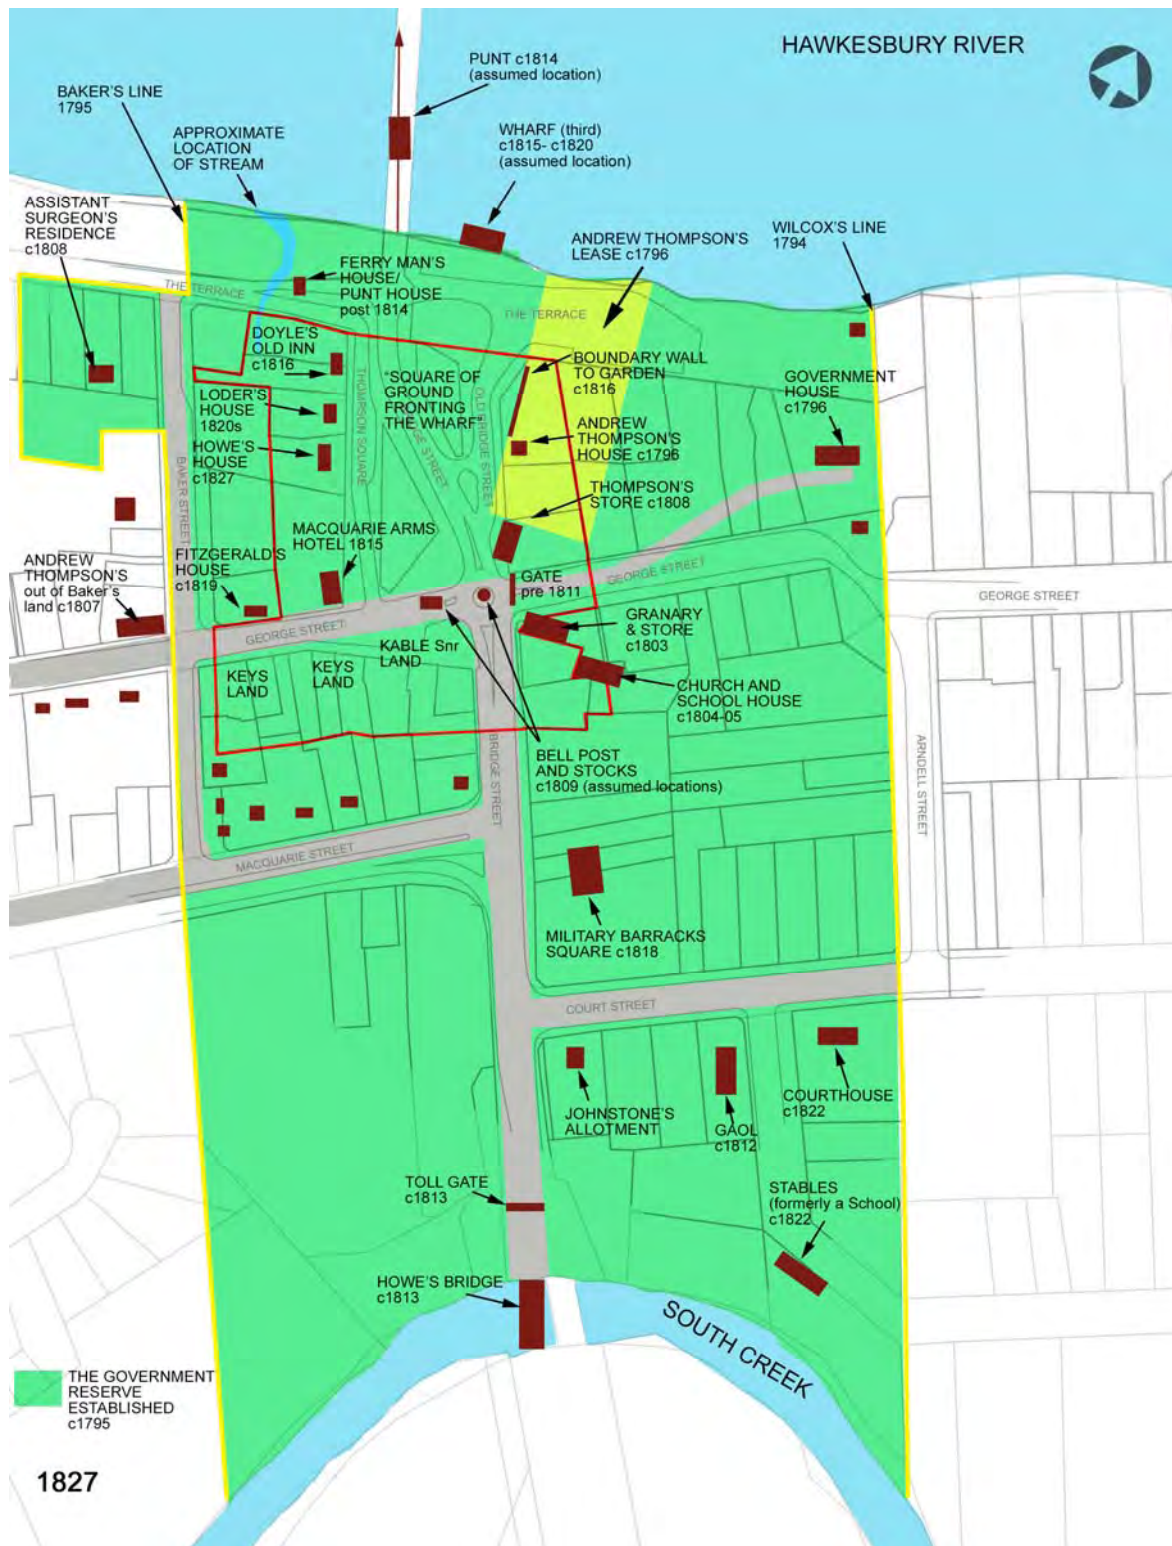 HAWKESBURY RIVER
PUNT c1814
(assumed location)
BAKER'S LINE
1795
APPROXIMATE
LOCATION
OF STREAM
WHARF (third)
c1815- c1820
(assumed location)
ASSISTANT
SURGEON'S
RESIDENCE
c1808
ANDREW THOMPSON'S
LEASE c1796
WILCOX'S LINE
1794
FERRY MAN'S
HOUSE/
PUNT HOUSE
post 1814
THE TERRACE
THE TERRACE
DOYLE'S
OLD INN
c1816
"SQUARE OF
GROUND
FRONTING
THE WHARF"
BOUNDARY WALL
TO GARDEN
c1816
GOVERNMENT
HOUSE
c1796
LODER'S
HOUSE
1820s
HOWE'S
HOUSE
c1827
THOMPSON SQUARE
OLD BRIDGE STREET
BRIDGE STREET
ANDREW
THOMPSON'S
HOUSE c1796
BAKER STREET
THOMPSON'S
STORE c1808
MACQUARIE ARMS
HOTEL 1815
ANDREW
THOMPSON'S
out of Baker's
land c1807
FITZGERALD'S
HOUSE
c1819
GATE
pre 1811
GEORGE STREET
GEORGE STREET
GEORGE STREET
GRANARY
& STORE
c1803
KABLE Snr
LAND
KEYS
LAND
KEYS
LAND
CHURCH AND
SCHOOL HOUSE
c1804-05
BELL POST
AND STOCKS
c1809 (assumed locations)
BRIDGE STREET
ARNDELL STREET
MACQUARIE STREET
MILITARY BARRACKS
SQUARE c1818
COURT STREET
JOHNSTONE'S
ALLOTMENT
GAOL
c1812
COURTHOUSE
c1822
TOLL GATE
c1813
STABLES
(formerly a School)
c1822
HOWE'S BRIDGE
c1813
SOUTH CREEK
THE GOVERNMENT
RESERVE
ESTABLISHED
c1795
1827